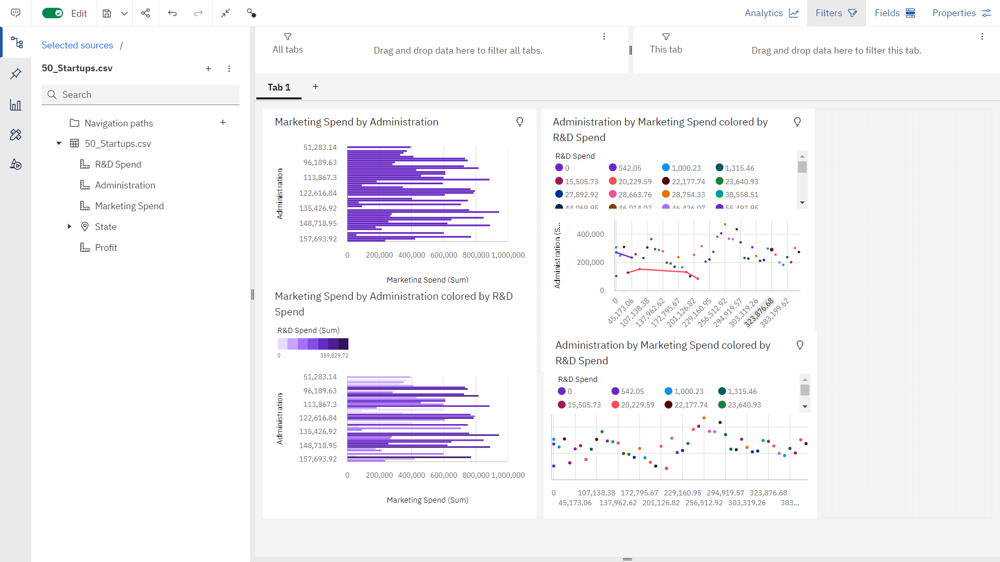 Edit
Analytics
Filters
Fields
Properties
Selected sources /
50_Startups.csv
Search
Navigation paths
50_Startups.csv
R&D Spend
Administration
Marketing Spend
State
Profit
All tabs
Drag and drop data here to filter all tabs.
This tab
Drag and drop data here to filter this tab.
Tab 1
Marketing Spend by Administration
Administration
51,283.14
96,189.63
113,867.3
122,616.84
135,426.92
148,718.95
157,693.92
0 200,000 400,000 600,000 800,000 1,000,000
Marketing Spend (Sum)
Marketing Spend by Administration colored by R&D
Spend
R&D Spend (Sum)
0 359,829.72
Administration
51,283.14
96,189.63
113,867.3
122,616.84
135,426.92
148,718.95
157,693.92
0 200,000 400,000 600,000 800,000 1,000,000
Marketing Spend (Sum)
Administration by Marketing Spend colored by
R&D Spend
R&D Spend
0 542.05 1,000.23 1,315.46
15,505.73 20,229.59 22,177.74 23,640.93
27,892.92 28,663.76 28,754.33 38,558.51
44,069.95 46,014.02 46,426.07 55,493.95
Administration (S...
400,000
200,000
0
0 45,173.06 107,138.38 137,962.62 172,795.67 201,126.82 229,160.95 256,512.92 294,919.57 303,319.26 323,876.68 383,199.62
Administration by Marketing Spend colored by
R&D Spend
R&D Spend
0 542.05 1,000.23 1,315.46
15,505.73 20,229.59 22,177.74 23,640.93
0 107,138.38 172,795.67 229,160.95 294,919.57 323,876.68
45,173.06 137,962.62 201,126.82 256,512.92 303,319.26 383...